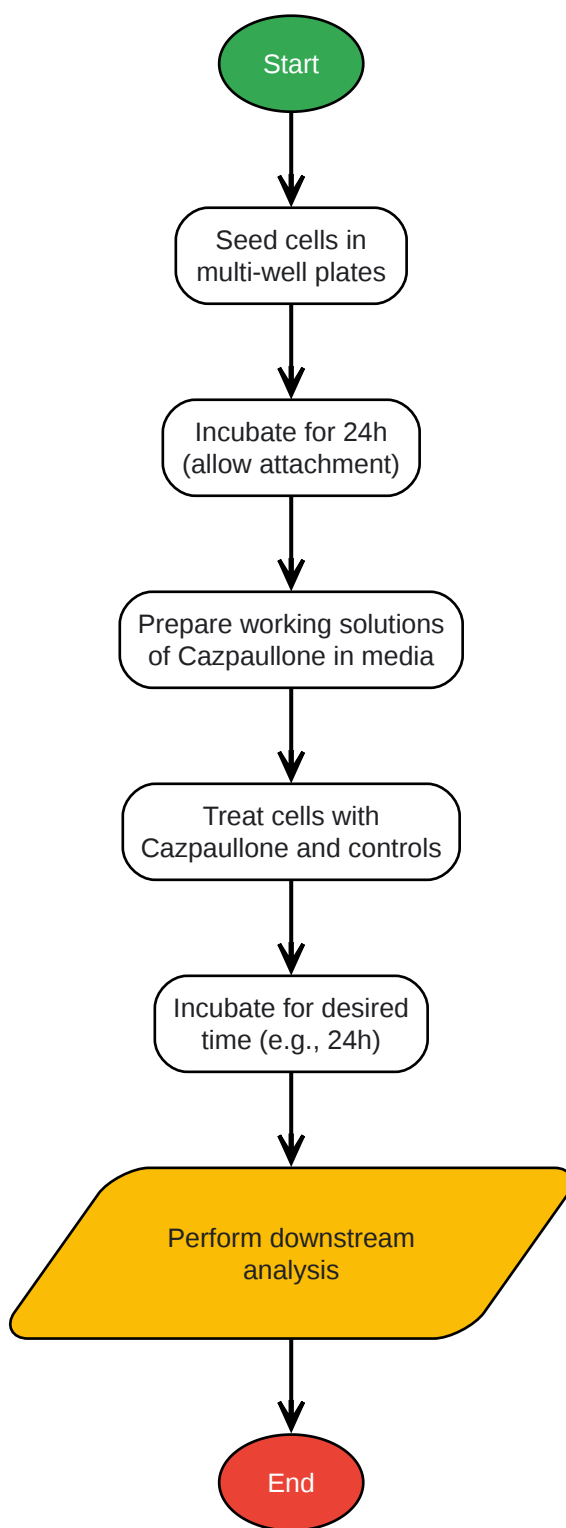 Start
Seed cells in
multi-well plates
Incubate for 24h
(allow attachment)
Prepare working solutions
of Cazpaullone in media
Treat cells with
Cazpaullone and controls
Incubate for desired
time (e.g., 24h)
Perform downstream
analysis
End